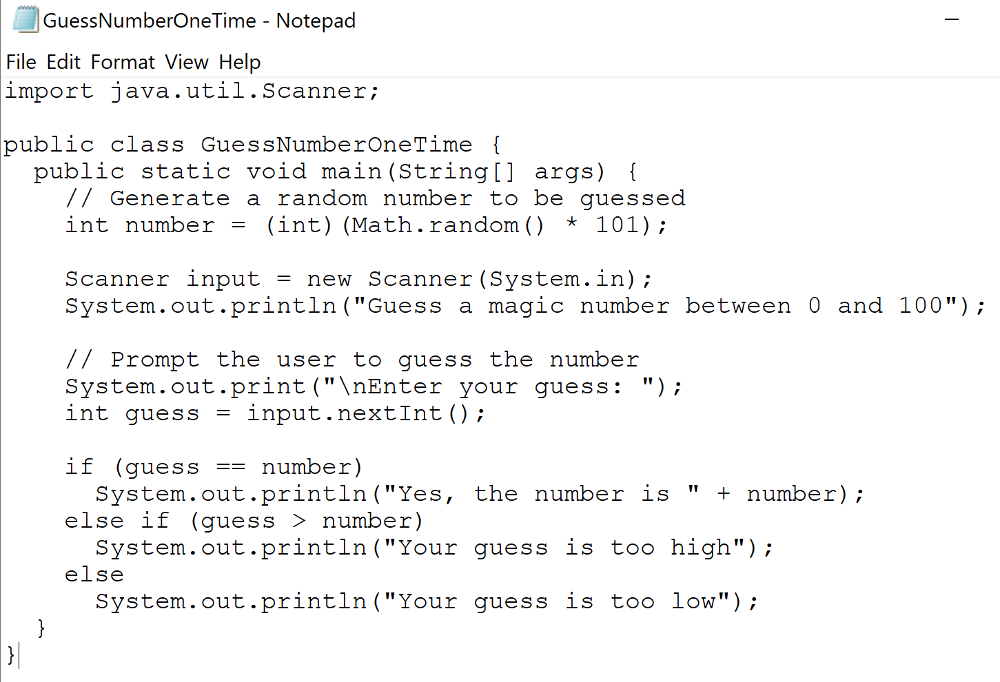 GuessNumberOneTime - Notepad
File Edit Format View Help
import java.util.Scanner;
public class GuessNumberOneTime {
  public static void main(String[] args) {
    // Generate a random number to be guessed
    int number = (int)(Math.random() * 101);
    Scanner input = new Scanner(System.in);
    System.out.println("Guess a magic number between 0 and 100");
    // Prompt the user to guess the number
    System.out.print("\nEnter your guess: ");
    int guess = input.nextInt();
    if (guess == number)
      System.out.println("Yes, the number is " + number);
    else if (guess > number)
      System.out.println("Your guess is too high");
    else
      System.out.println("Your guess is too low");
  }
}